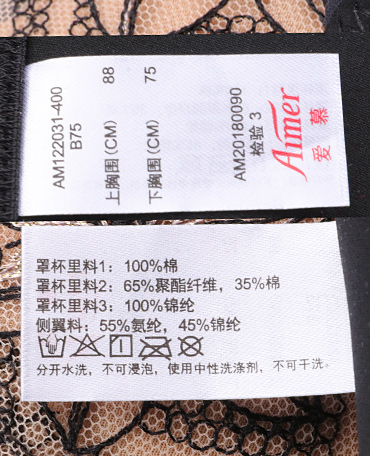 AM122031-400
B75
上胸围(CM) 88
下胸围(CM) 75
AM20180090
检验 3
Aimer
爱慕
罩杯里料1：100%棉
罩杯里料2：65%聚酯纤维，35%棉
罩杯里料3：100%锦纶
侧翼料：55%氨纶，45%锦纶
分开水洗，不可浸泡，使用中性洗涤剂，不可干洗。